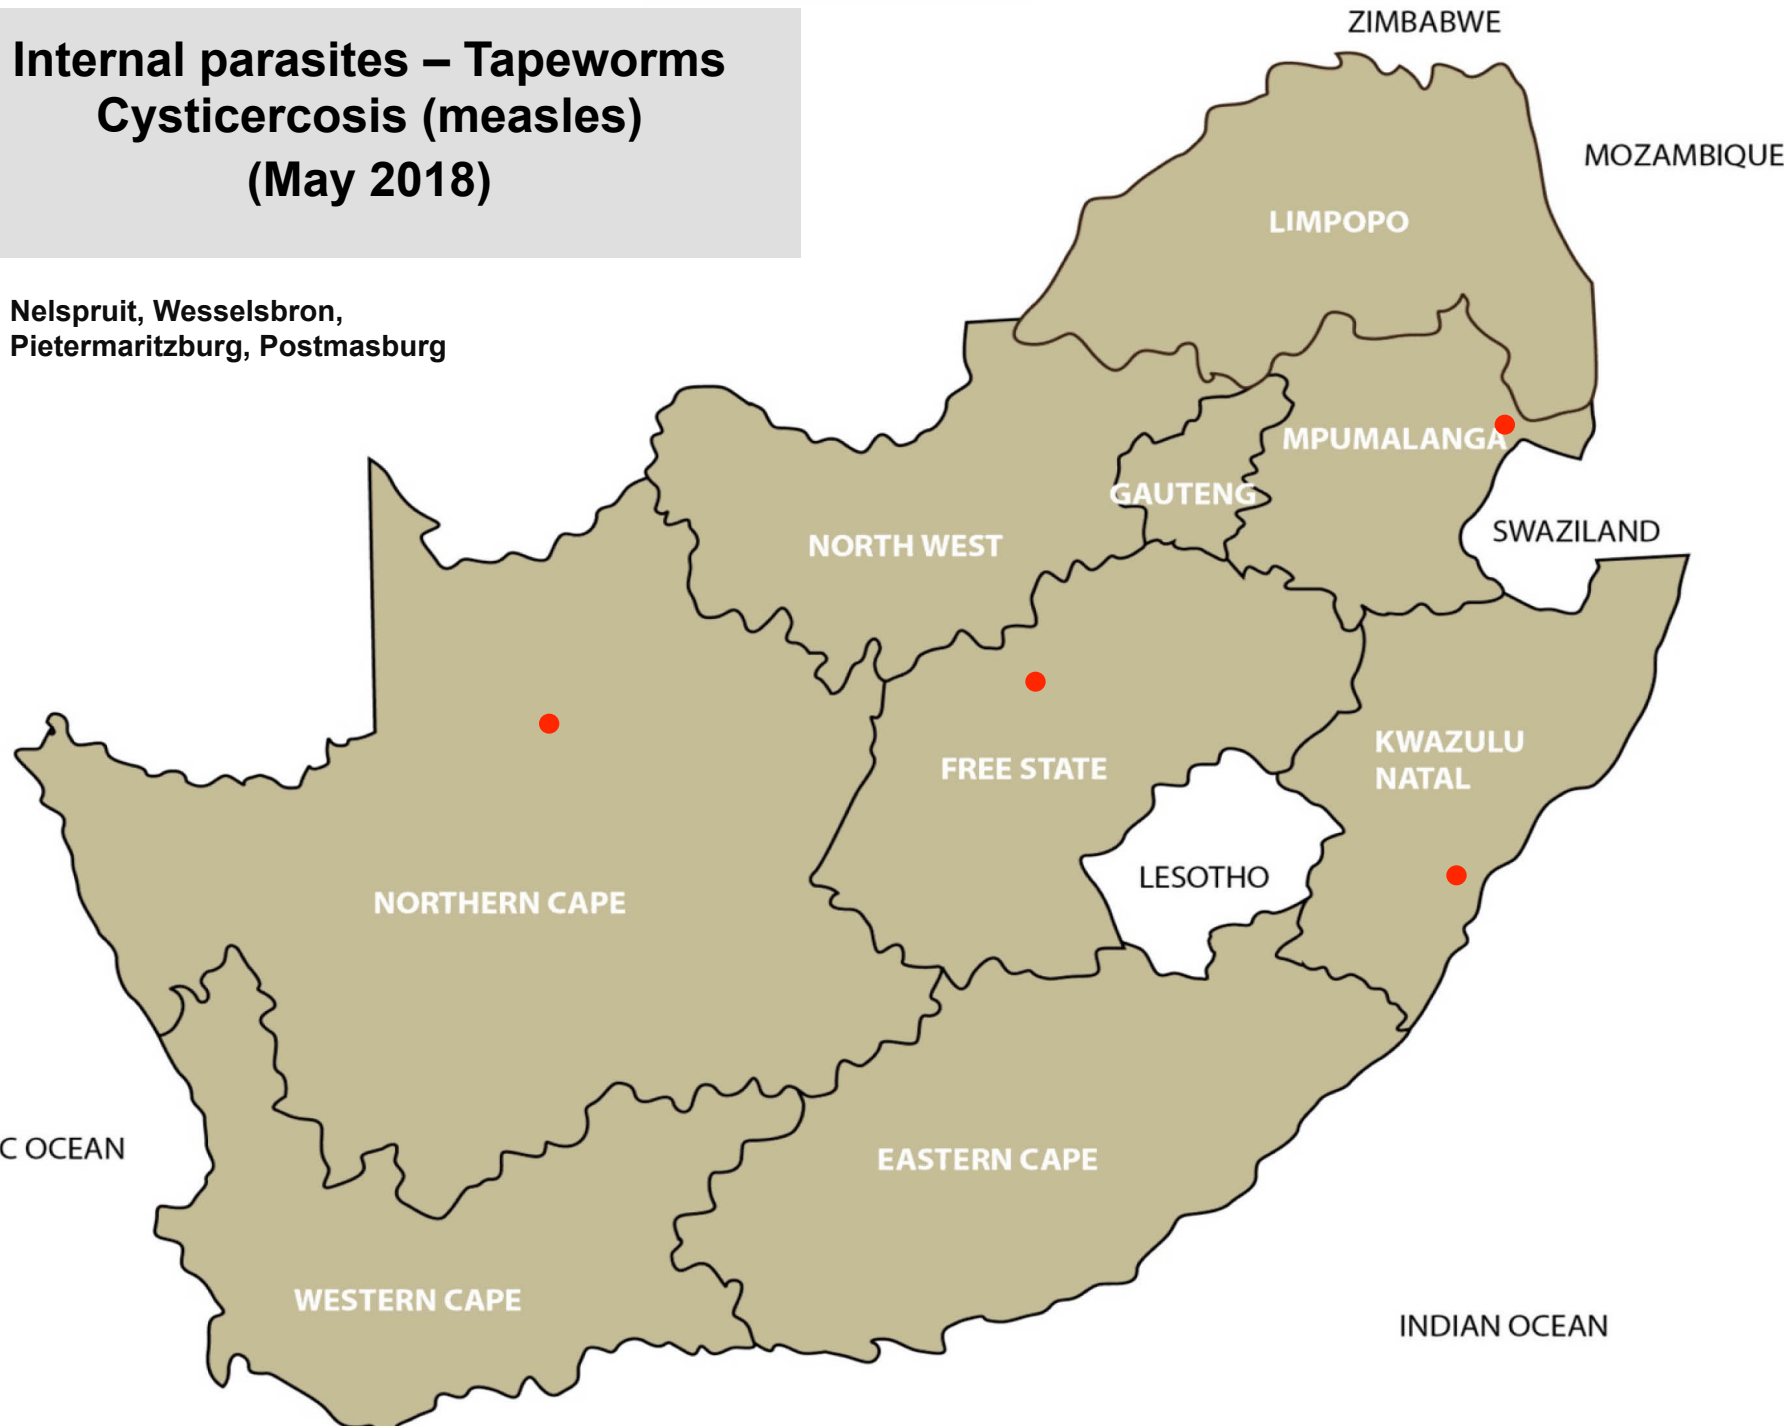 Internal parasites – Tapeworms
Cysticercosis (measles)
(May 2018)
Nelspruit, Wesselsbron,
Pietermaritzburg, Postmasburg
ZIMBABWE
MOZAMBIQUE
LIMPOPO
MPUMALANGA
GAUTENG
SWAZILAND
NORTH WEST
KWAZULU
NATAL
FREE STATE
LESOTHO
NORTHERN CAPE
C OCEAN
EASTERN CAPE
WESTERN CAPE
INDIAN OCEAN